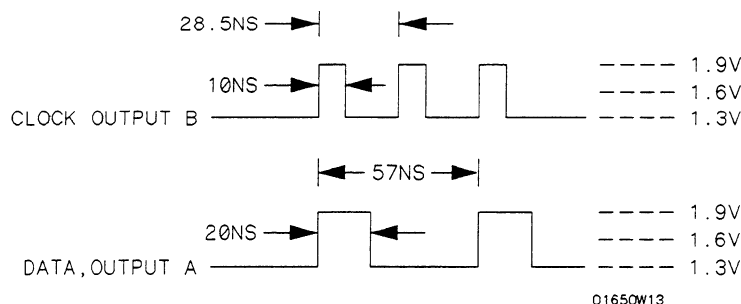 28.5NS
1.9V
10NS
1.6V
CLOCK OUTPUT B
1.3V
57NS
1.9V
20NS
1.6V
DATA,OUTPUT A
1.3V
01650W13